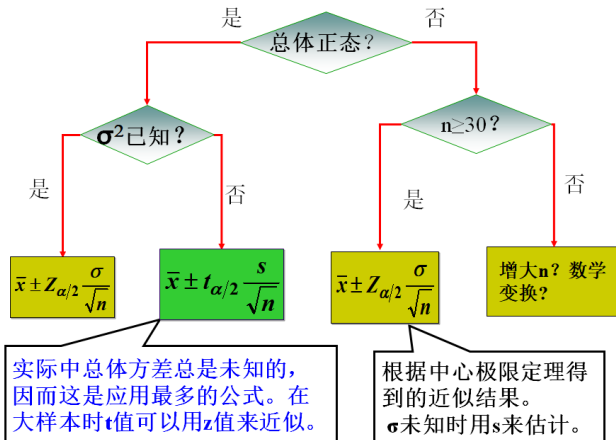 是
否
总体正态？
σ²已知？
n≥30？
是
否
是
否
x̄ ± Z_{α/2} σ/√n
x̄ ± t_{α/2} s/√n
x̄ ± Z_{α/2} σ/√n
增大n？数学
变换？
实际中总体方差总是未知的，
因而这是应用最多的公式。在
大样本时t值可以用z值来近似。
根据中心极限定理得
到的近似结果。
σ未知时用s来估计。